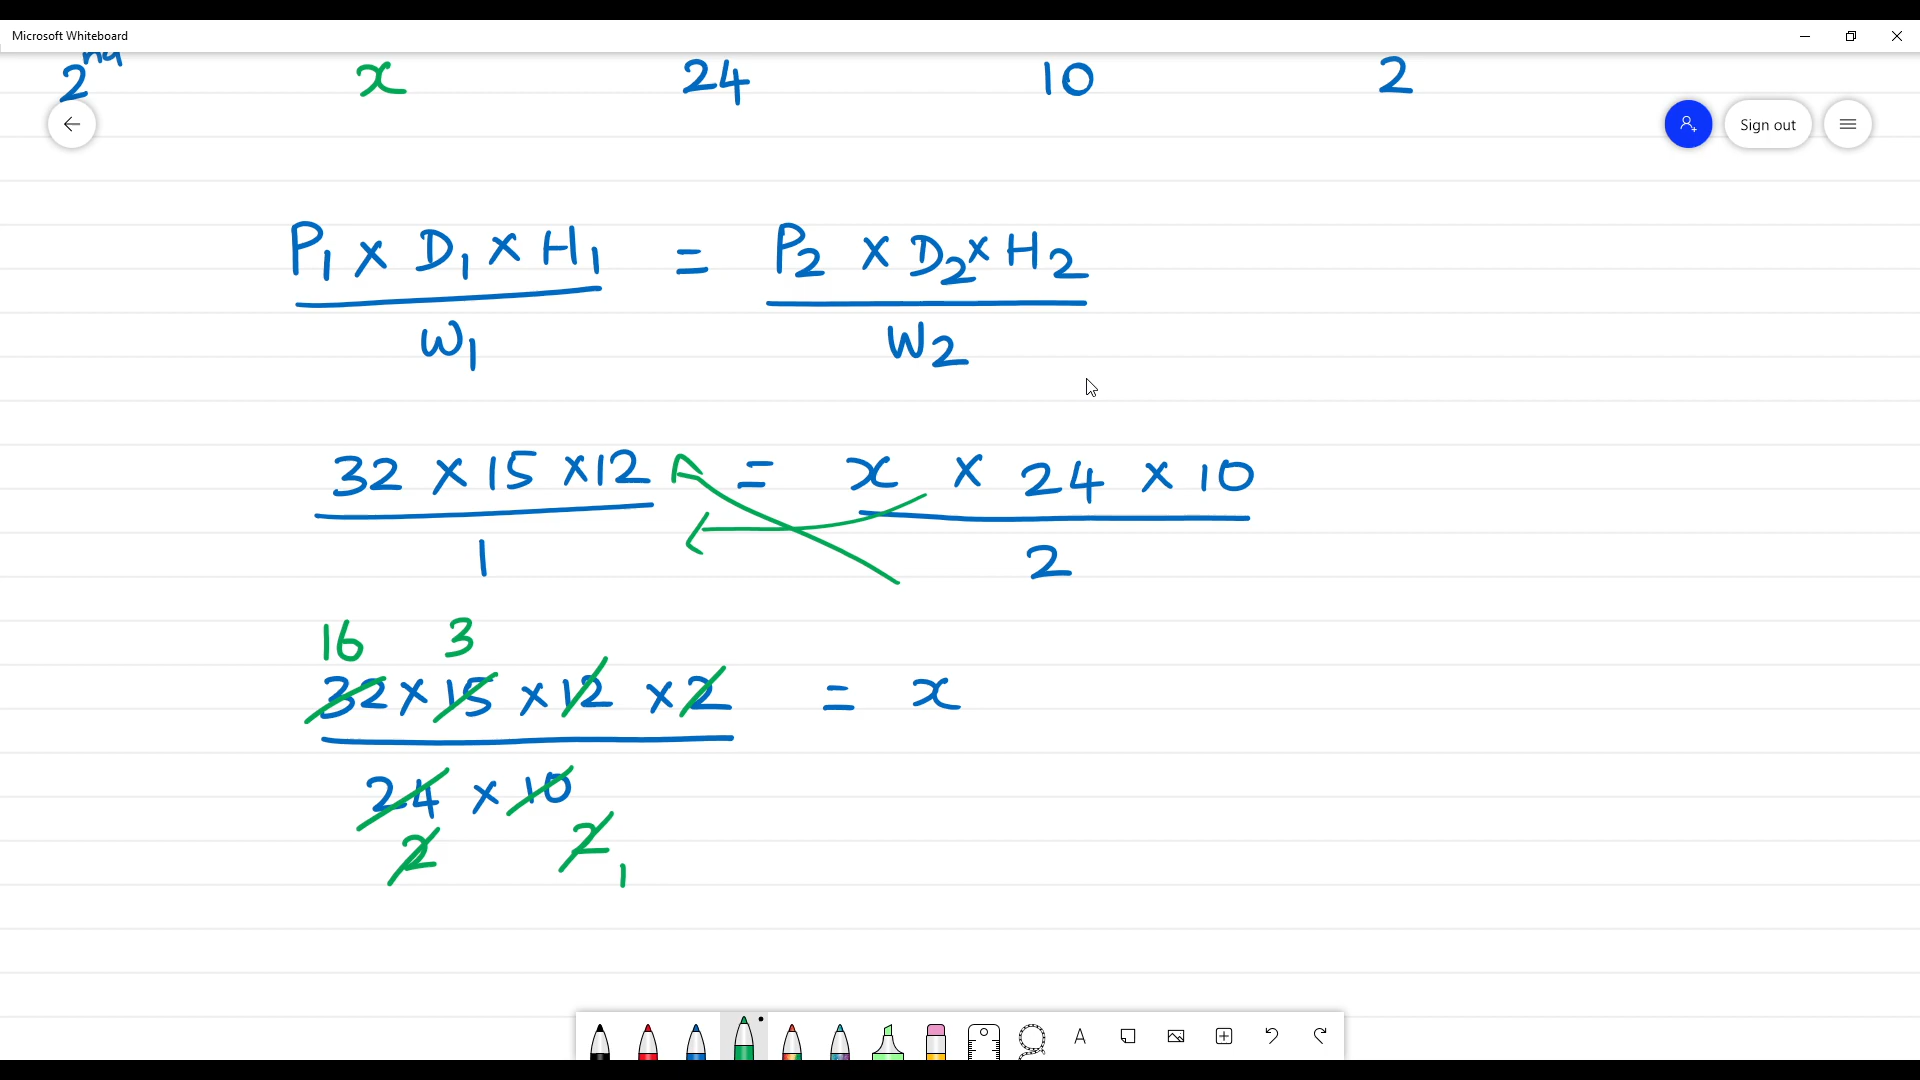 Microsoft Whiteboard
2nd x 24 10 2
Sign out
P1 x D1 x H1 = P2 x D2 x H2
W1 W2
32 x 15 x 12 = x x 24 x 10
1 2
16 3
32 x 15 x 12 x 2 = x
24 x 10
2 2 1
A